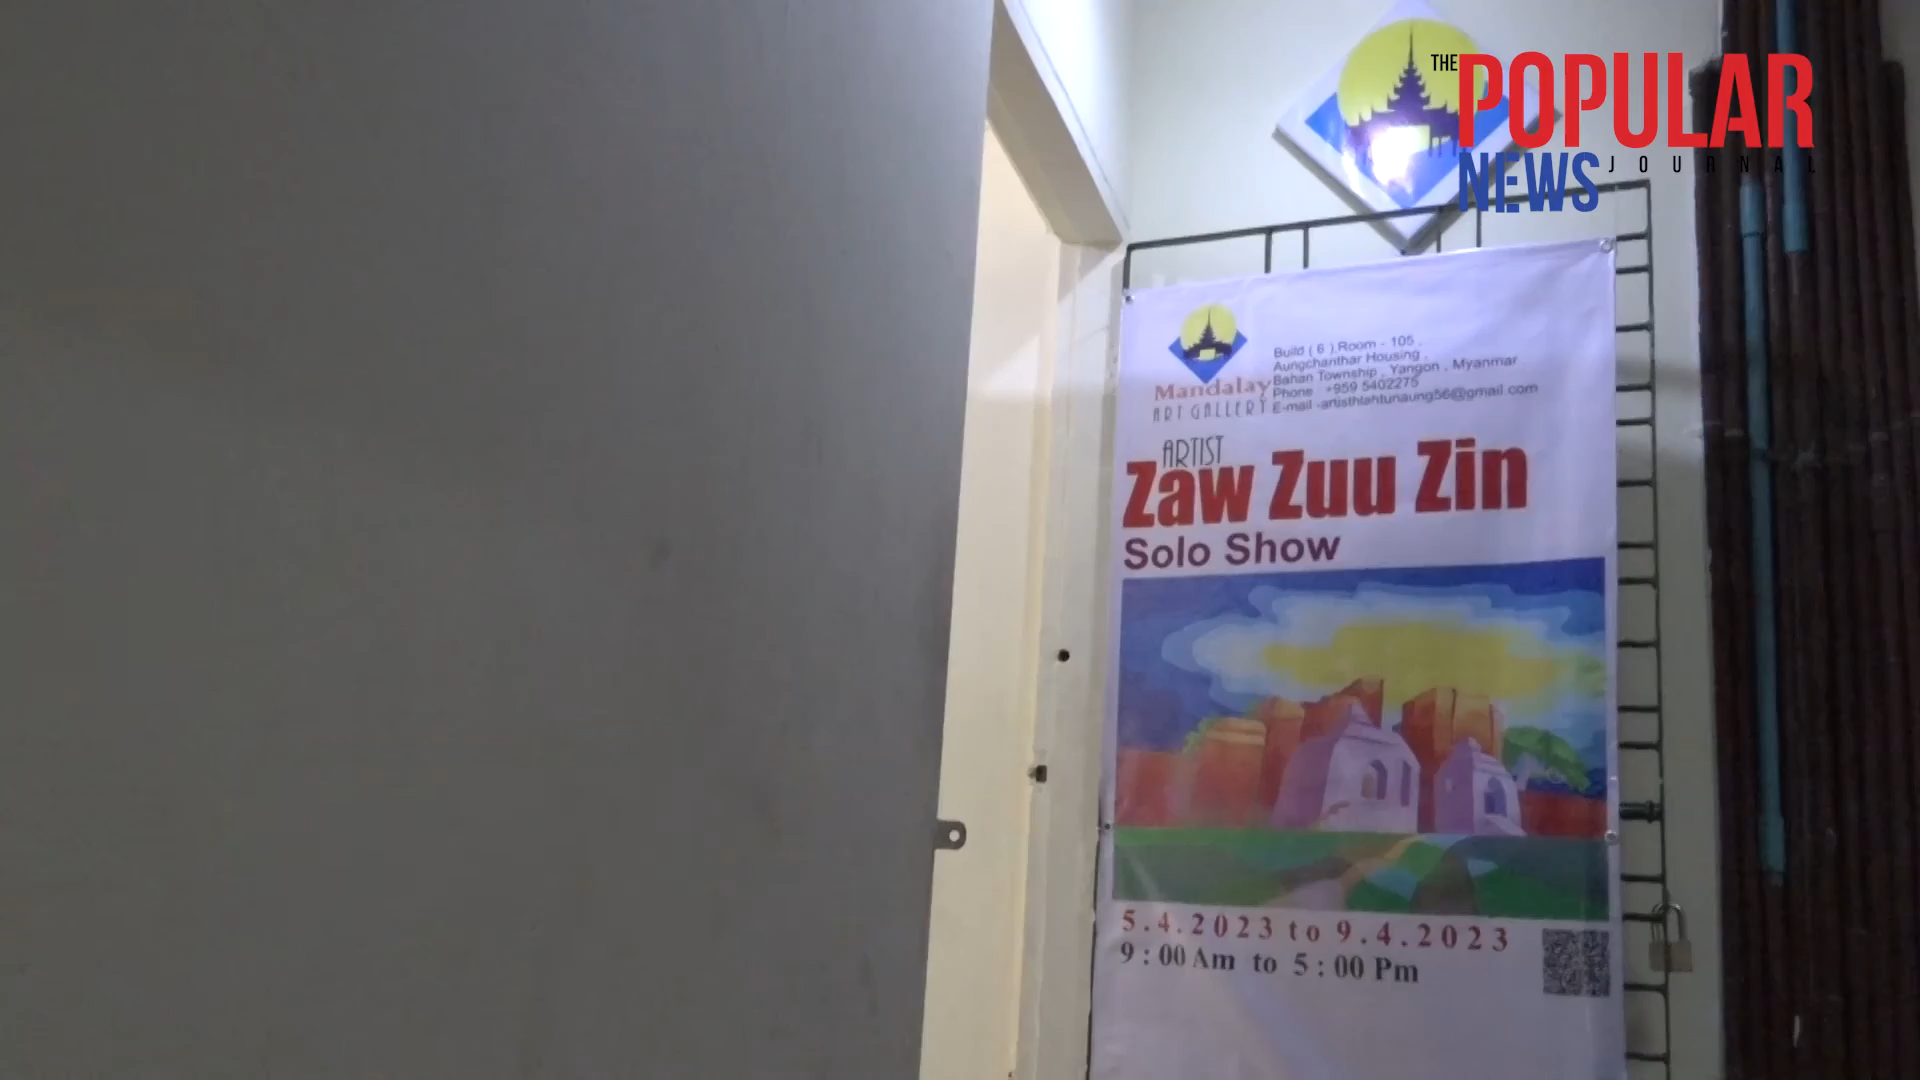 THE POPULAR
NEWS JOURNAL
Mandalay
ART GALLERY
Build ( 6 ),Room - 105 ,
Aungchanthar Housing ,
Bahan Township , Yangon , Myanmar
Phone : +959 5402275
E-mail -artisthlahtunaung56@gmail.com
ARTIST
Zaw Zuu Zin
Solo Show
5.4.2023 to 9.4.2023
9:00 Am to 5:00 Pm